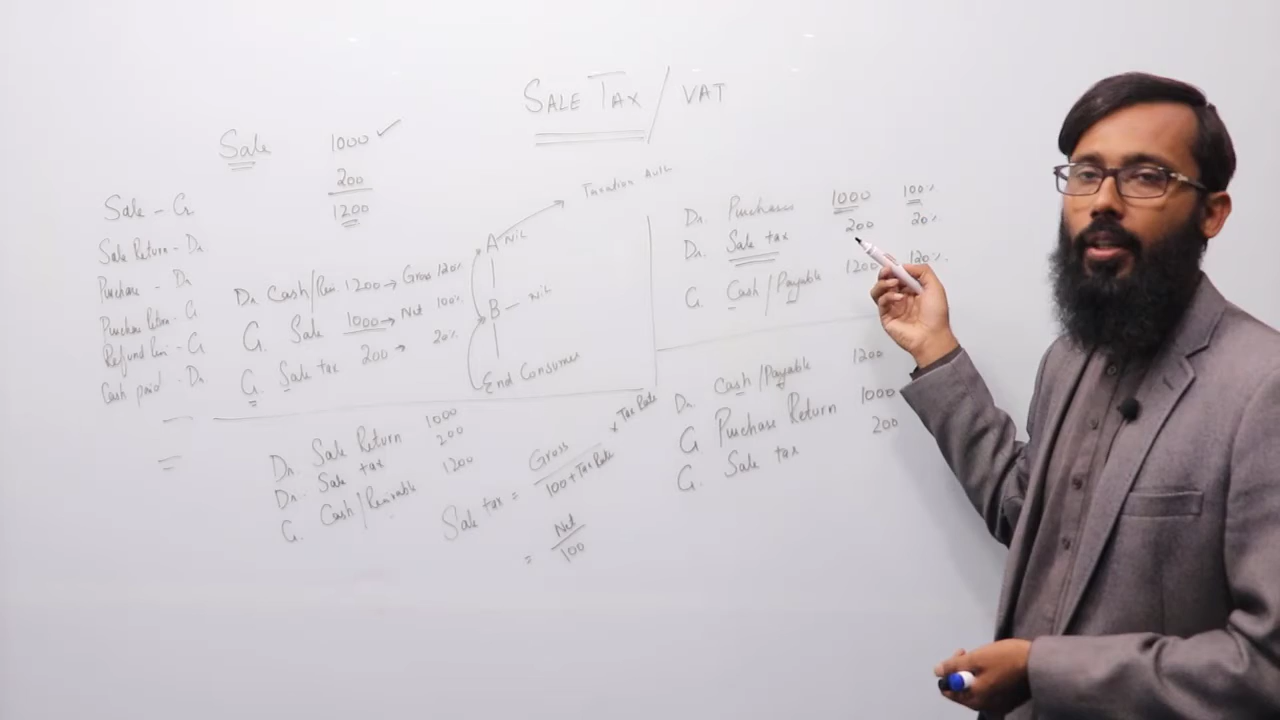 SALE TAX / VAT
Sale 1000 ✓
200
1200
Sale - Cr
Sale Return - Dr
Purchase - Dr
Purchase Return - Cr
Refund - Cr
Cash paid - Dr
Dr Cash/Rec. 1200 → Gross 120%
Cr. Sale 1000 → Net 100%
Cr. Sale tax 200 → 20%
Taxation Auth
A Nil
B - Nil
End Consumer
Dr. Purchases 1000 100%
Dr. Sale tax 200 20%
Cr Cash/Payable 1200 120%
Dr. Sale Return 1000
Dr. Sale tax 200
Cr. Cash/Receivable 1200
Sale tax = Gross / 100+Tax Rate × Tax Rate
= Net / 100
Dr. Cash/Payable 1200
Cr Purchase Return 1000
Cr. Sale tax 200